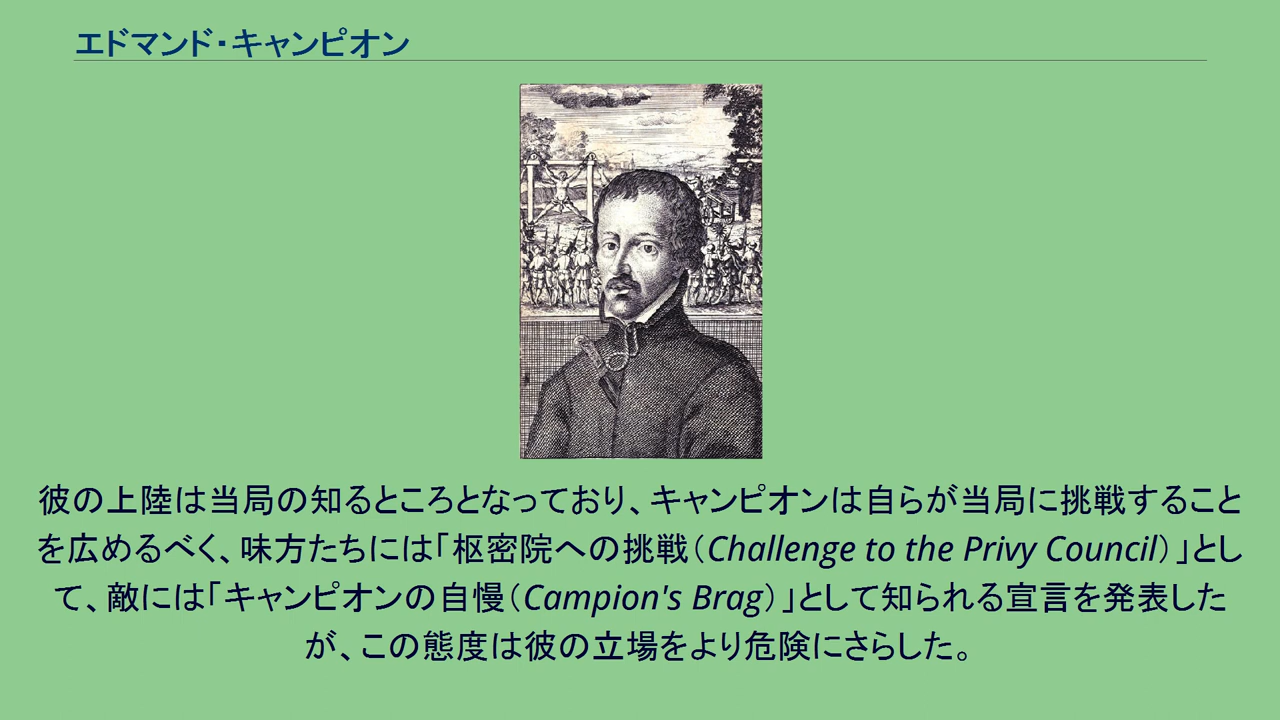 エドマンド・キャンピオン
彼の上陸は当局の知るところとなっており、キャンピオンは自らが当局に挑戦すること
を広めるべく、味方たちには「枢密院への挑戦（Challenge to the Privy Council）」とし
て、敵には「キャンピオンの自慢（Campion's Brag）」として知られる宣言を発表した
が、この態度は彼の立場をより危険にさらした。